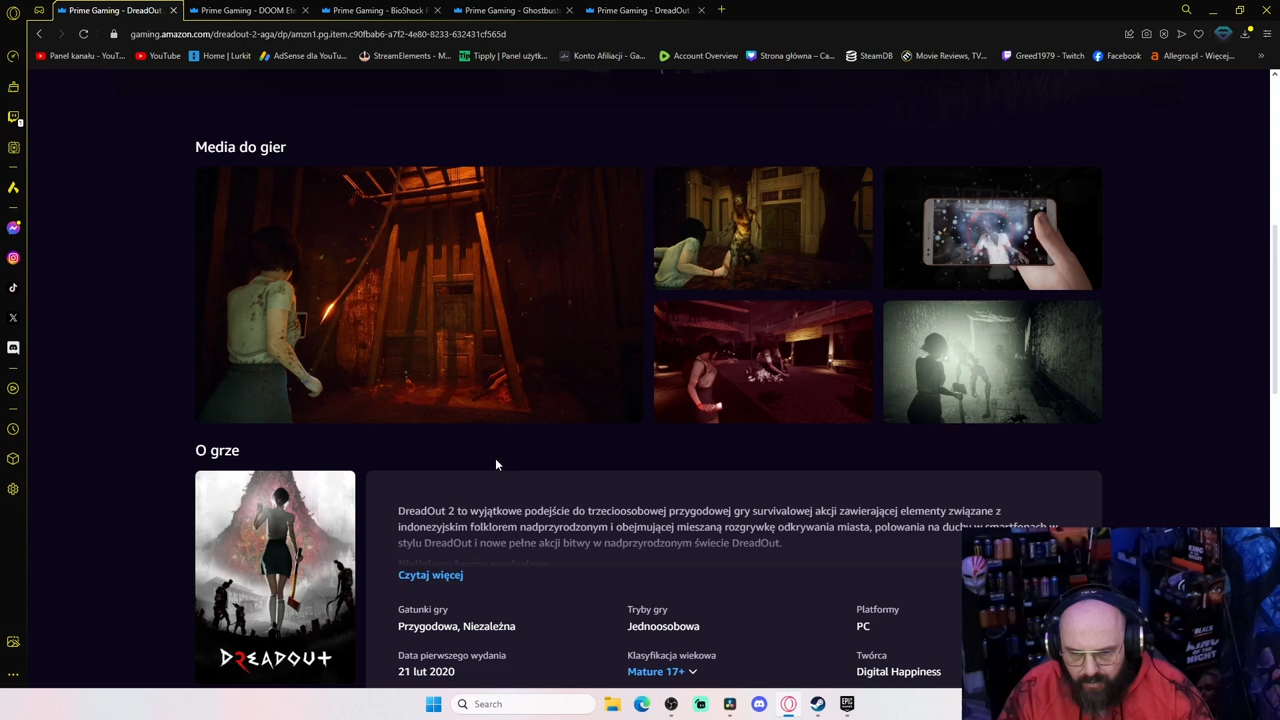 Prime Gaming - DreadOut
Prime Gaming - DOOM Ete
Prime Gaming - BioShock
Prime Gaming - Ghostbust
Prime Gaming - DreadOut
gaming.amazon.com/dreadout-2-aga/dp/amzn1.pg.item.c90fbab6-a7f2-4e80-8233-632431cf565d
Panel kanału - YouT...
YouTube
Home | Lurkit
AdSense dla YouTu...
StreamElements - M...
Tipply | Panel użytk...
Konto Afiliacji - Ga...
Account Overview
Strona główna – Ca...
SteamDB
Movie Reviews, TV...
Greed1979 - Twitch
Facebook
Allegro.pl - Więcej...
Media do gier
O grze
DreadOut 2 to wyjątkowe podejście do trzecioosobowej przygodowej gry survivalowej akcji zawierającej elementy związane z
indonezyjskim folklorem nadprzyrodzonym i obejmującej mieszaną rozgrywkę odkrywania miasta, polowania na duchy w smartfonach w
stylu DreadOut i nowe pełne akcji bitwy w nadprzyrodzonym świecie DreadOut.
Czytaj więcej
Gatunki gry
Tryby gry
Platformy
Przygodowa, Niezależna
Jednoosobowa
PC
Data pierwszego wydania
Klasyfikacja wiekowa
Twórca
21 lut 2020
Mature 17+
Digital Happiness
DREADOUT
KING
BLACK
Search